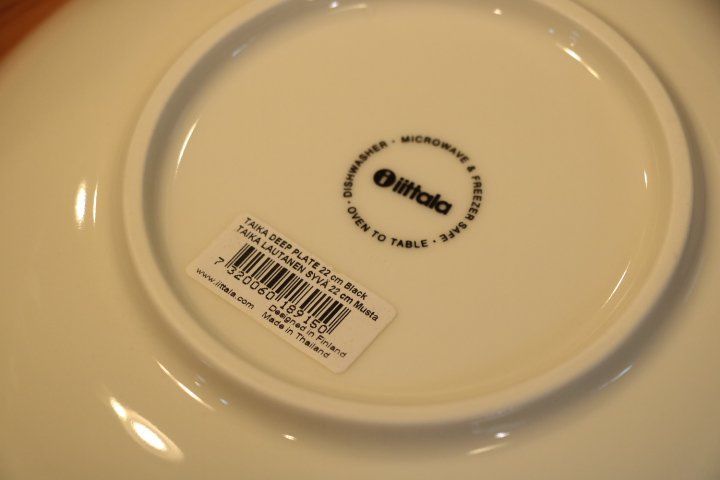 DISHWASHER · MICROWAVE & FREEZER SAFE · OVEN TO TABLE ·
iittala
TAIKA DEEP PLATE 22 cm Black
TAIKA LAUTANEN SYVÄ 22 cm Musta
7 320060 189150
www.iittala.com
Designed in Finland
Made in Thailand